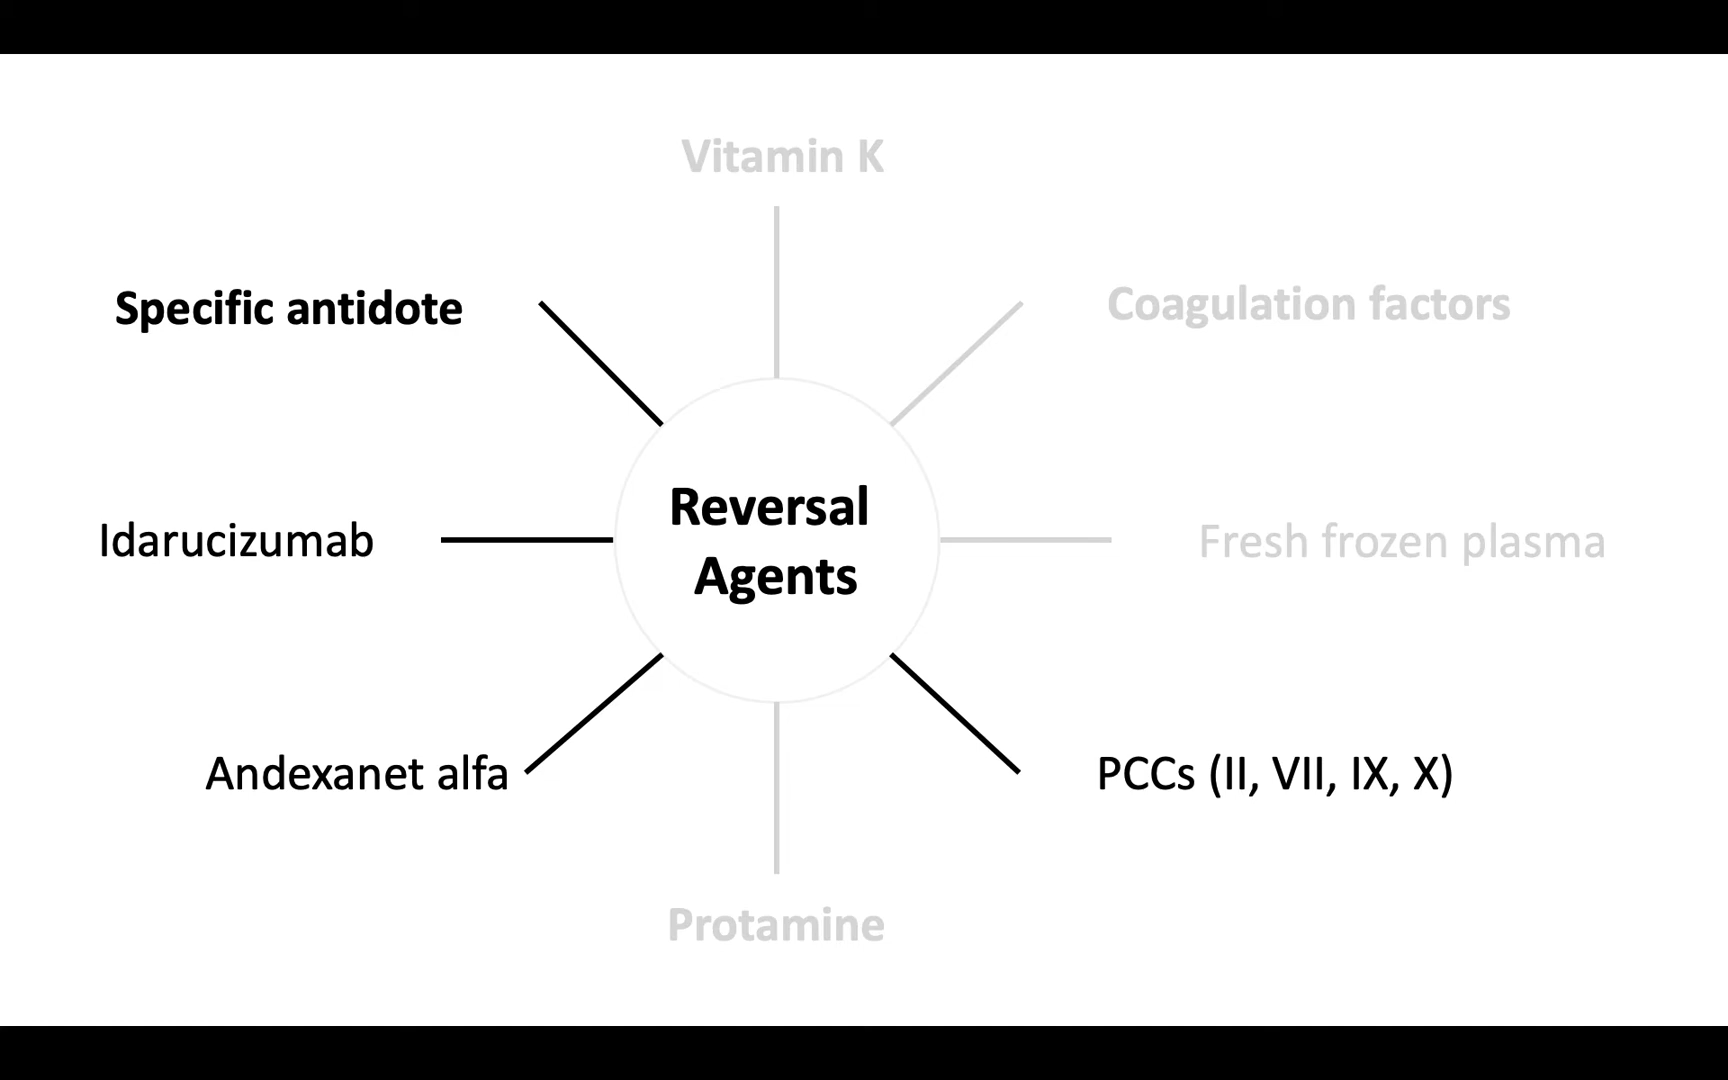 Vitamin K
Specific antidote
Coagulation factors
Reversal
Agents
Idarucizumab
Fresh frozen plasma
Andexanet alfa
PCCs (II, VII, IX, X)
Protamine